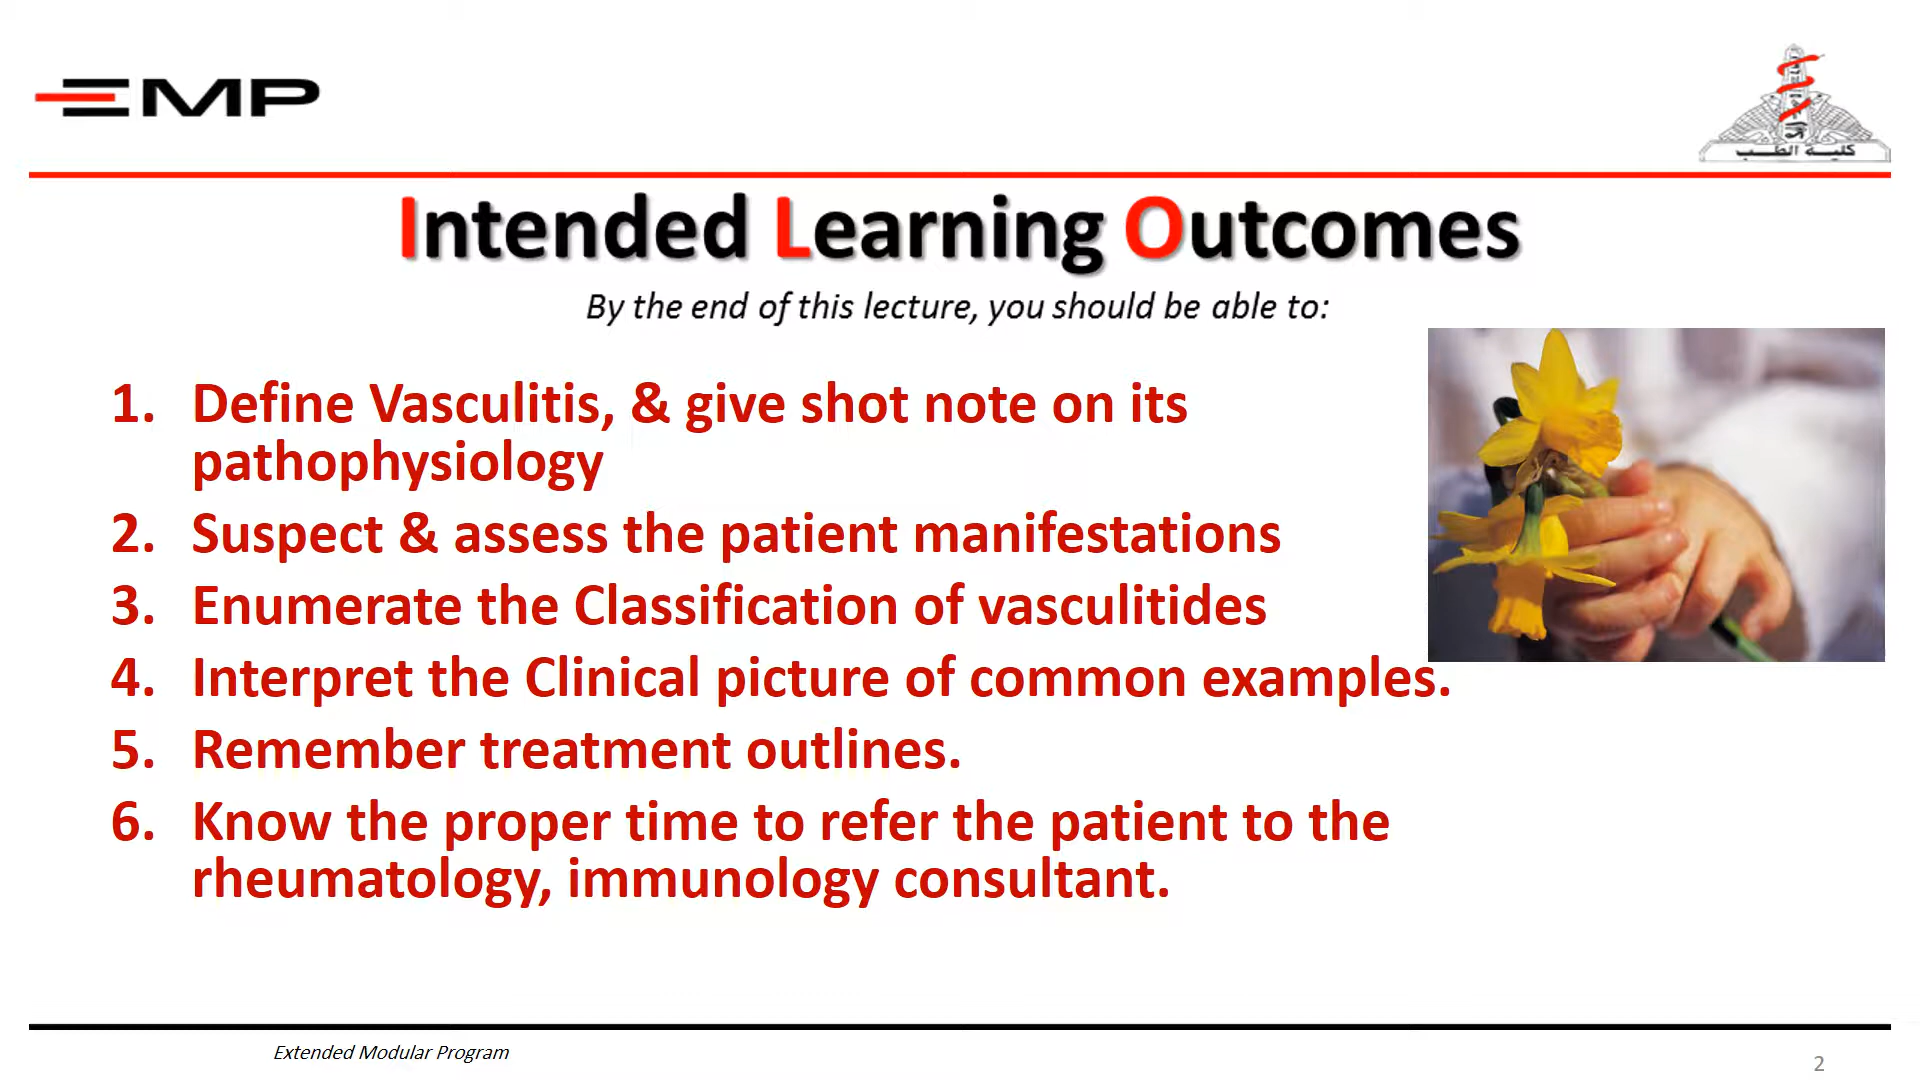 EMP
كلية الطب
Intended Learning Outcomes
By the end of this lecture, you should be able to:
1. Define Vasculitis, & give shot note on its
pathophysiology
2. Suspect & assess the patient manifestations
3. Enumerate the Classification of vasculitides
4. Interpret the Clinical picture of common examples.
5. Remember treatment outlines.
6. Know the proper time to refer the patient to the
rheumatology, immunology consultant.
Extended Modular Program
2